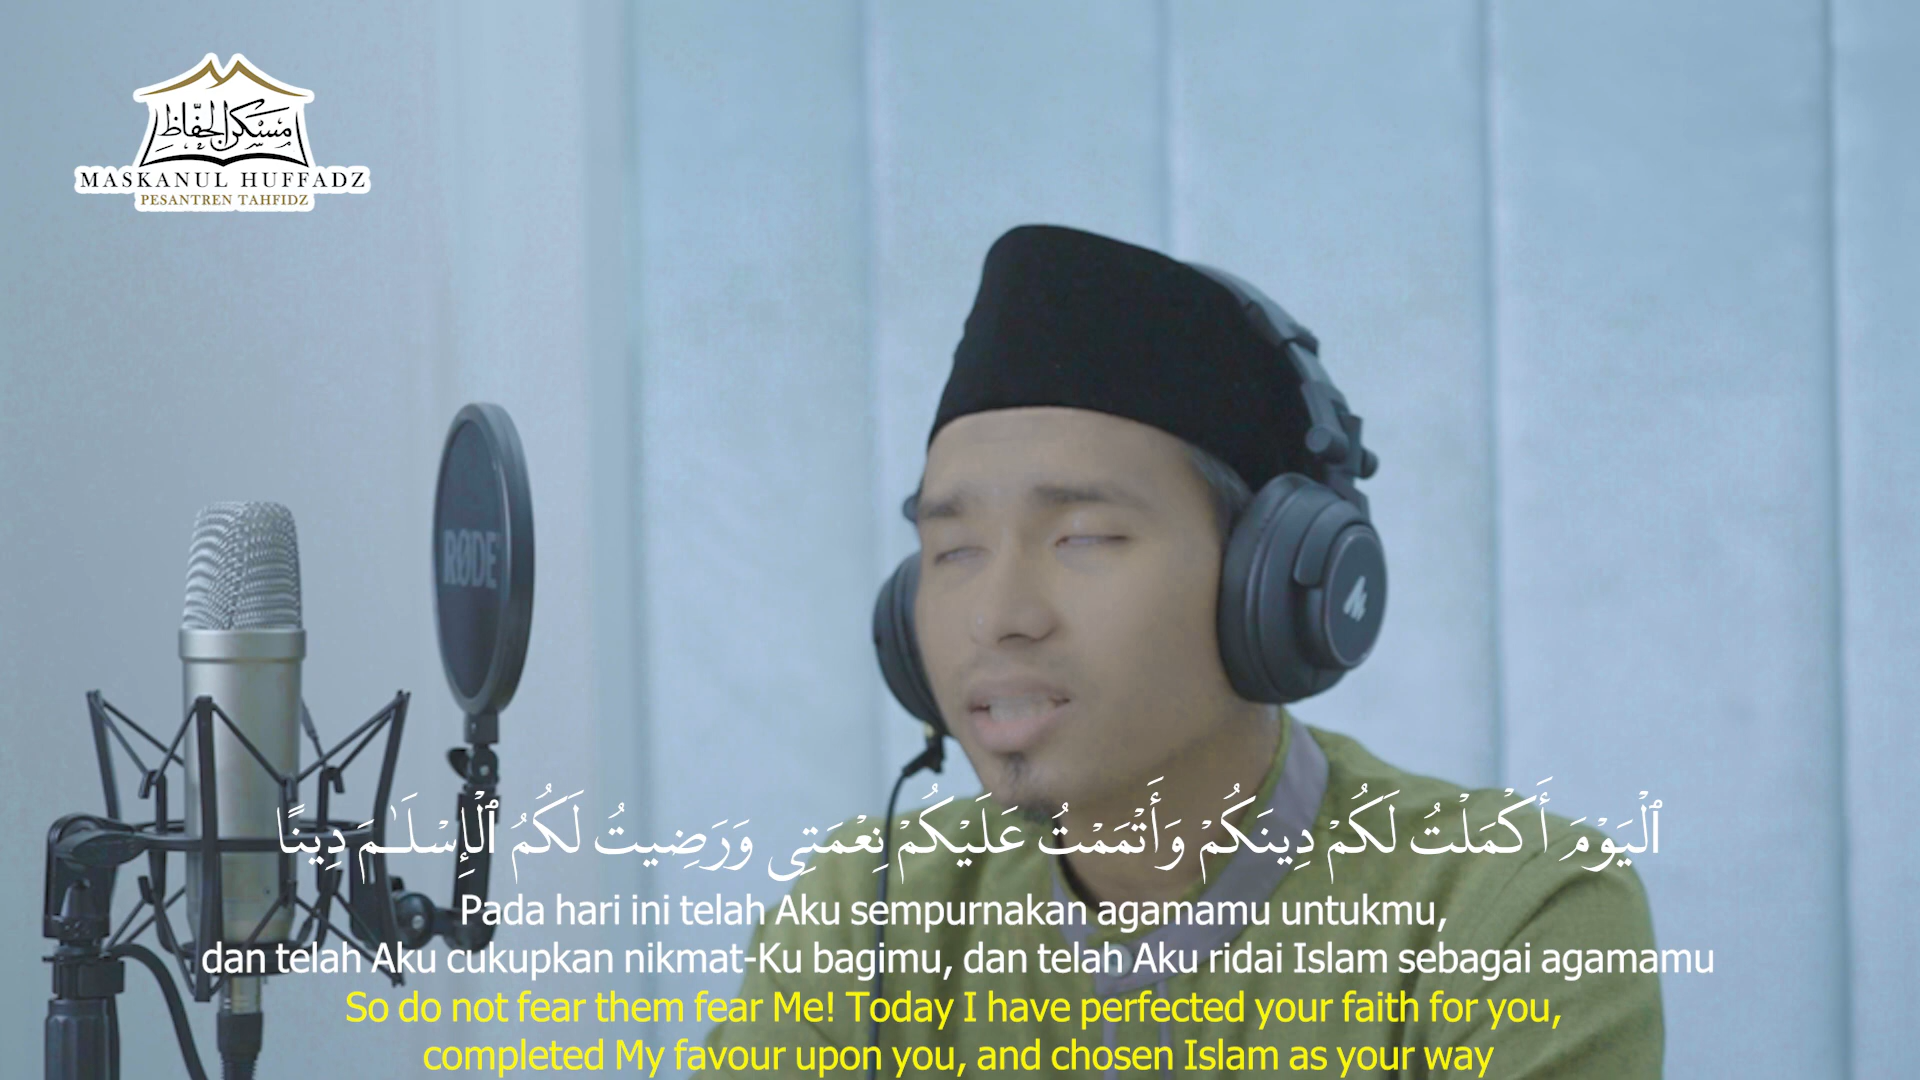 مسكن الحفّاظ
MASKANUL HUFFADZ
PESANTREN TAHFIDZ
RØDE
ٱلْيَوْمَ أَكْمَلْتُ لَكُمْ دِينَكُمْ وَأَتْمَمْتُ عَلَيْكُمْ نِعْمَتِى وَرَضِيتُ لَكُمُ ٱلْإِسْلَـٰمَ دِينًا
Pada hari ini telah Aku sempurnakan agamamu untukmu,
dan telah Aku cukupkan nikmat-Ku bagimu, dan telah Aku ridai Islam sebagai agamamu
So do not fear them fear Me! Today I have perfected your faith for you,
completed My favour upon you, and chosen Islam as your way